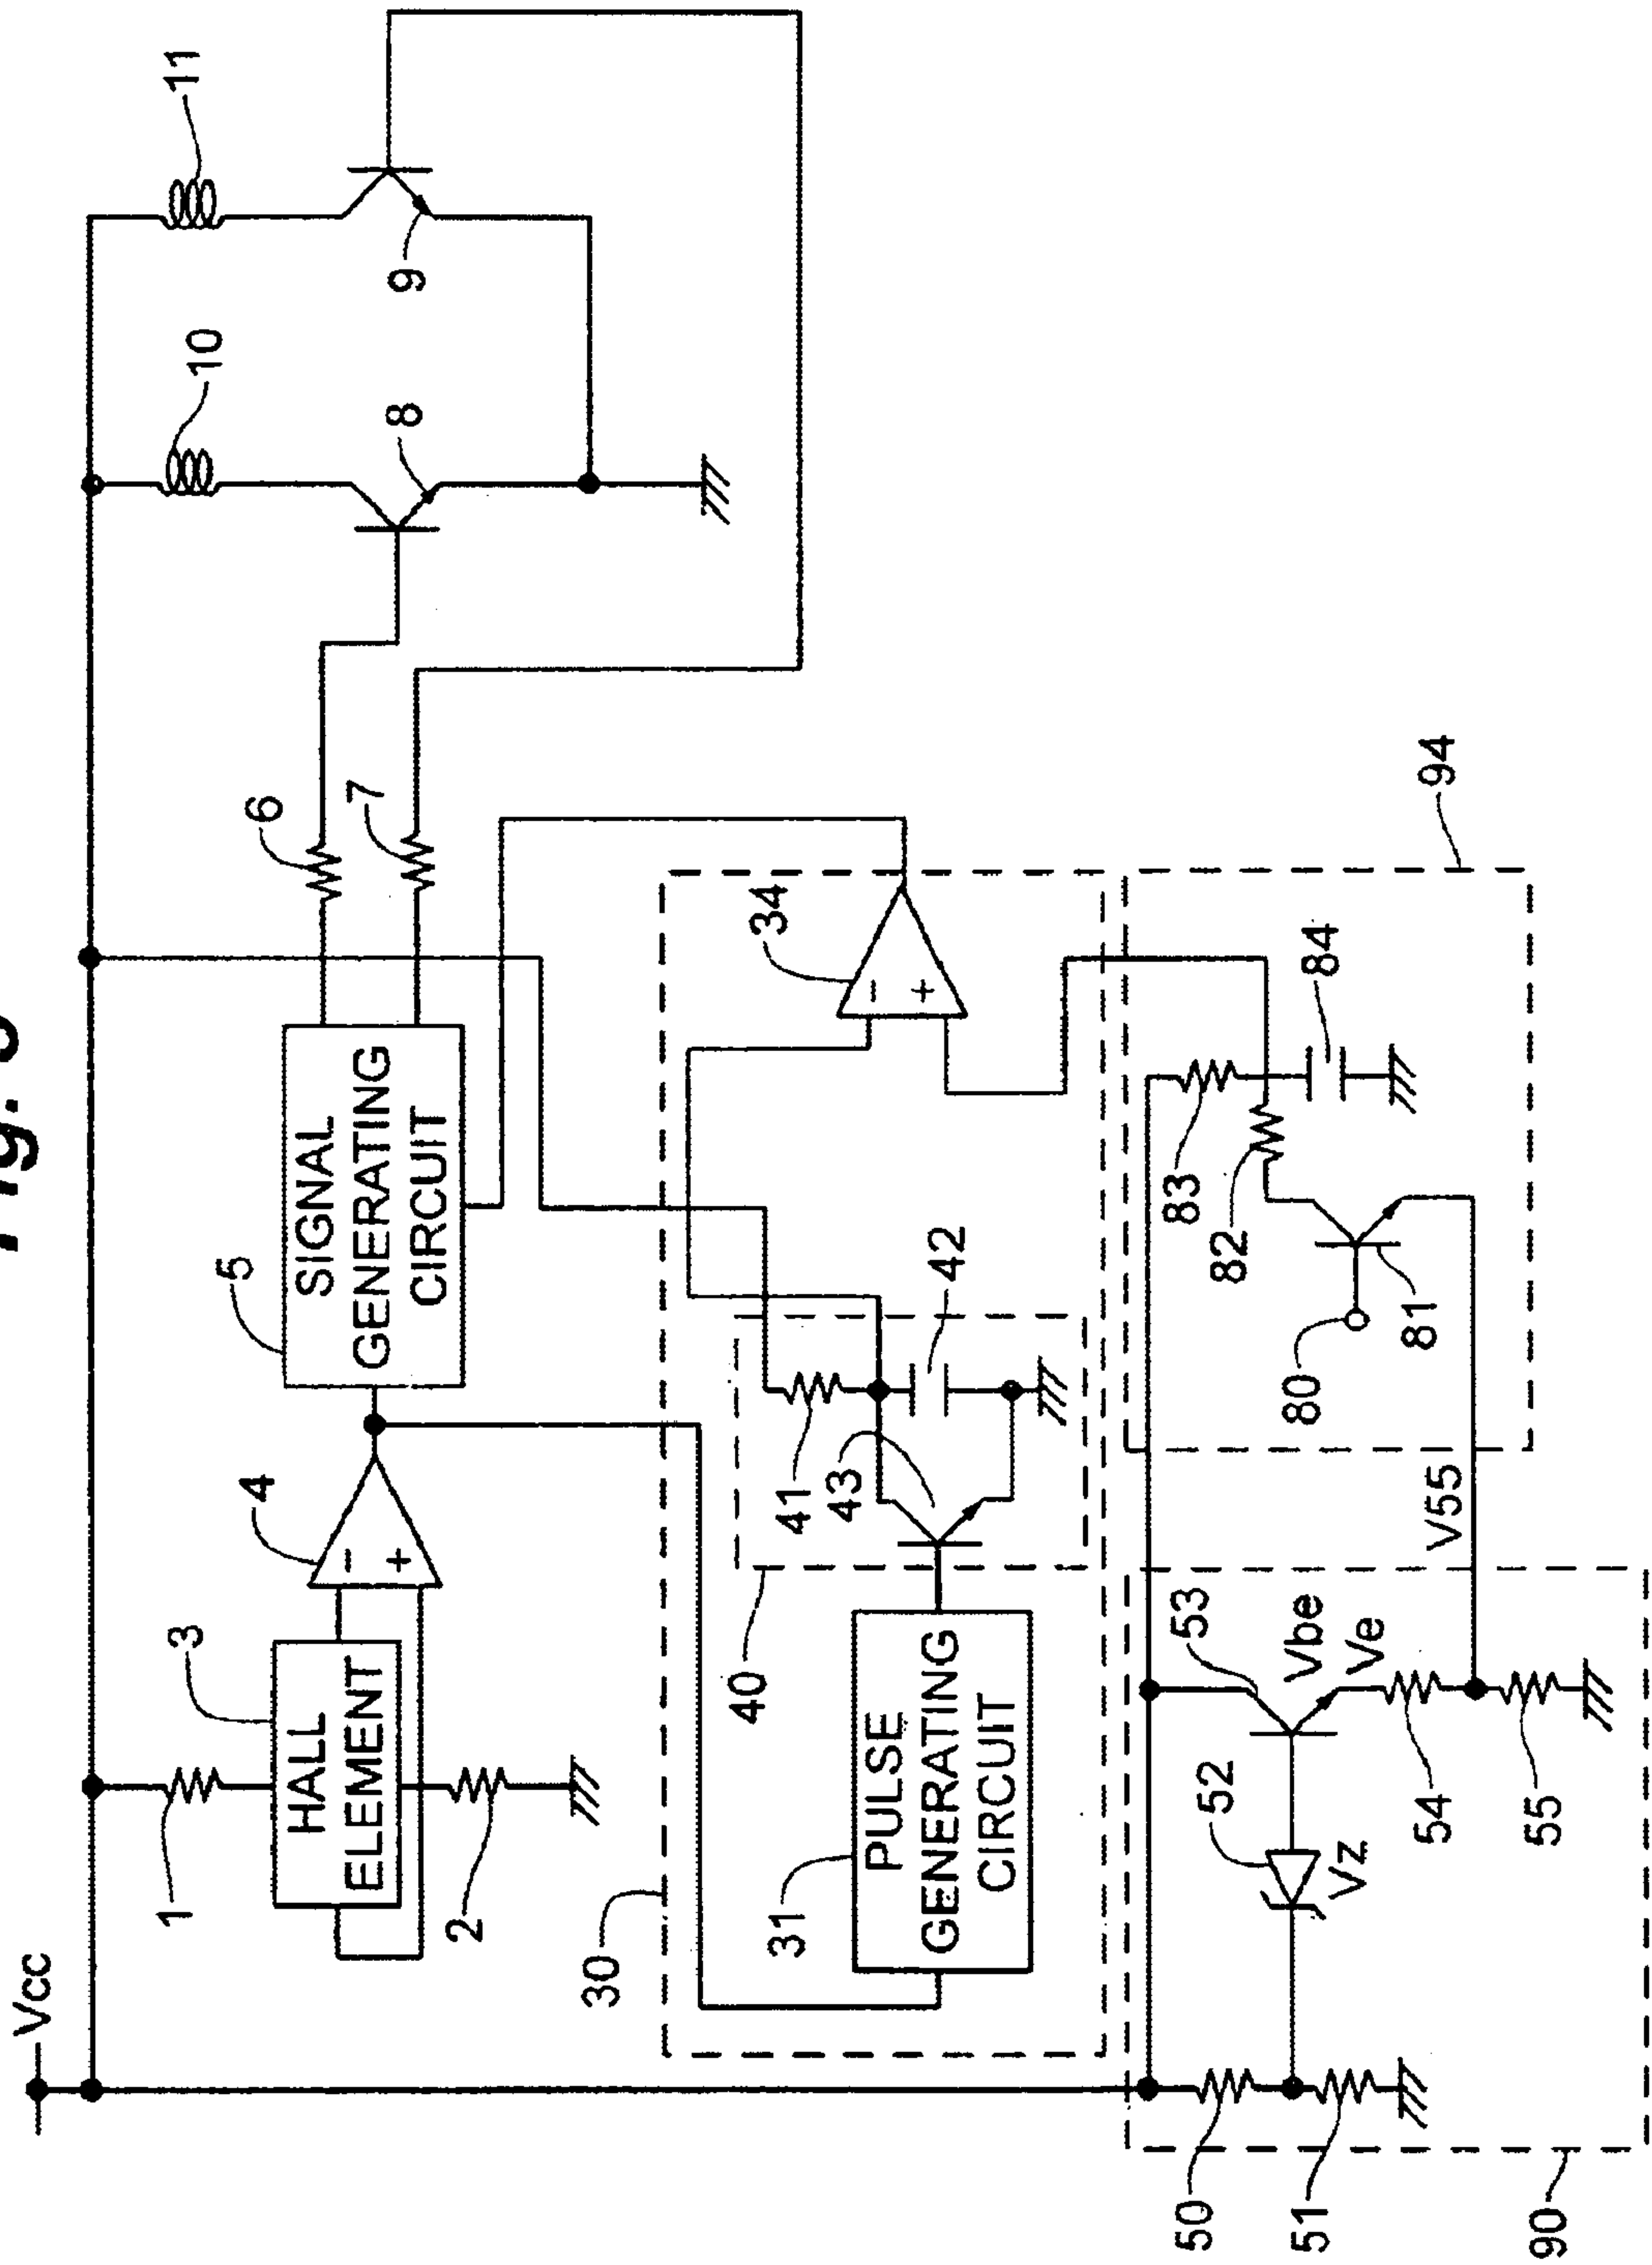 Fig.
Vcc
1
3
4
5
6
7
10
11
HALL
ELEMENT
SIGNAL
GENERATING
CIRCUIT
8
9
2
30
40
41
43
42
34
31
PULSE
GENERATING
CIRCUIT
94
50
51
52
Vz
53
Vbe
Ve
54
55
V55
80
81
82
83
84
90